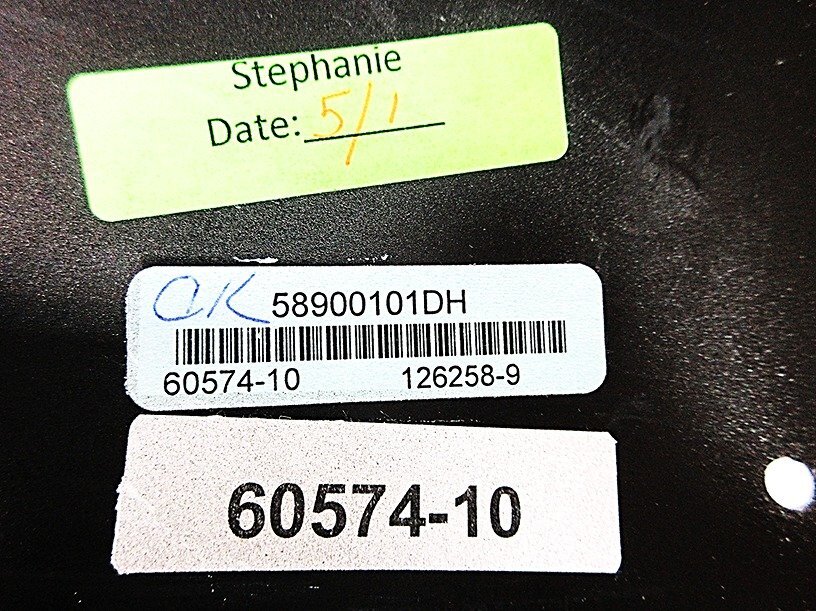 Stephanie
Date: 5/1
OK 58900101DH
60574-10 126258-9
60574-10